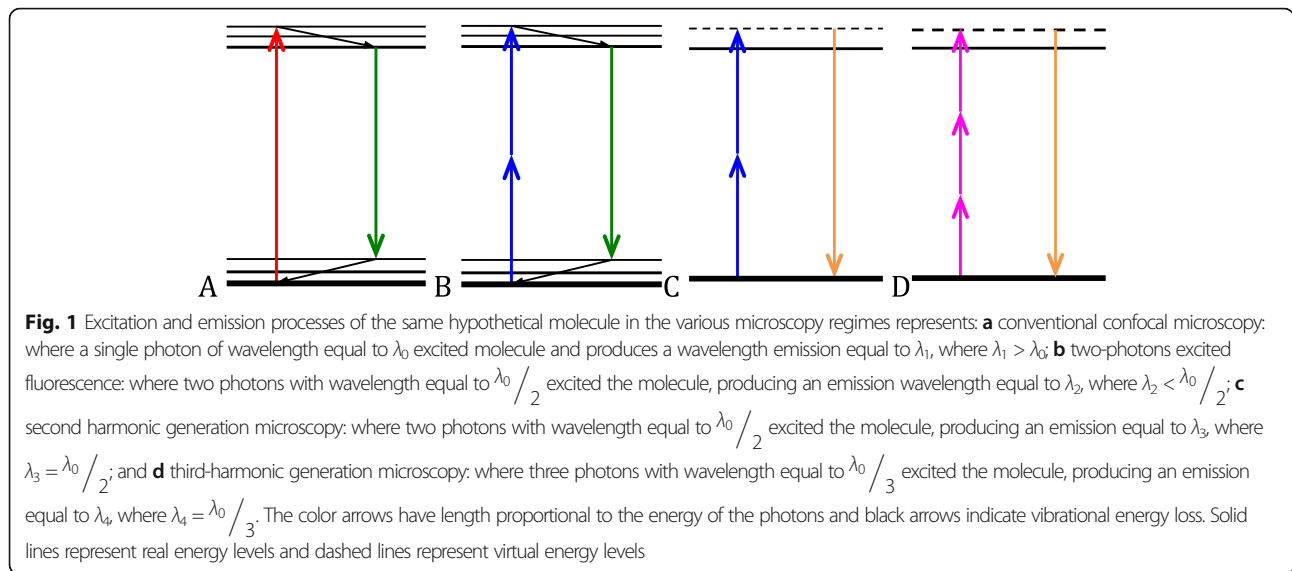 A B C D
Fig. 1 Excitation and emission processes of the same hypothetical molecule in the various microscopy regimes represents: a conventional confocal microscopy:
where a single photon of wavelength equal to λ0 excited molecule and produces a wavelength emission equal to λ1, where λ1 > λ0; b two-photons excited
fluorescence: where two photons with wavelength equal to λ0/2 excited the molecule, producing an emission wavelength equal to λ2, where λ2 < λ0/2; c
second harmonic generation microscopy: where two photons with wavelength equal to λ0/2 excited the molecule, producing an emission equal to λ3, where
λ3 = λ0/2; and d third-harmonic generation microscopy: where three photons with wavelength equal to λ0/3 excited the molecule, producing an emission
equal to λ4, where λ4 = λ0/3. The color arrows have length proportional to the energy of the photons and black arrows indicate vibrational energy loss. Solid
lines represent real energy levels and dashed lines represent virtual energy levels